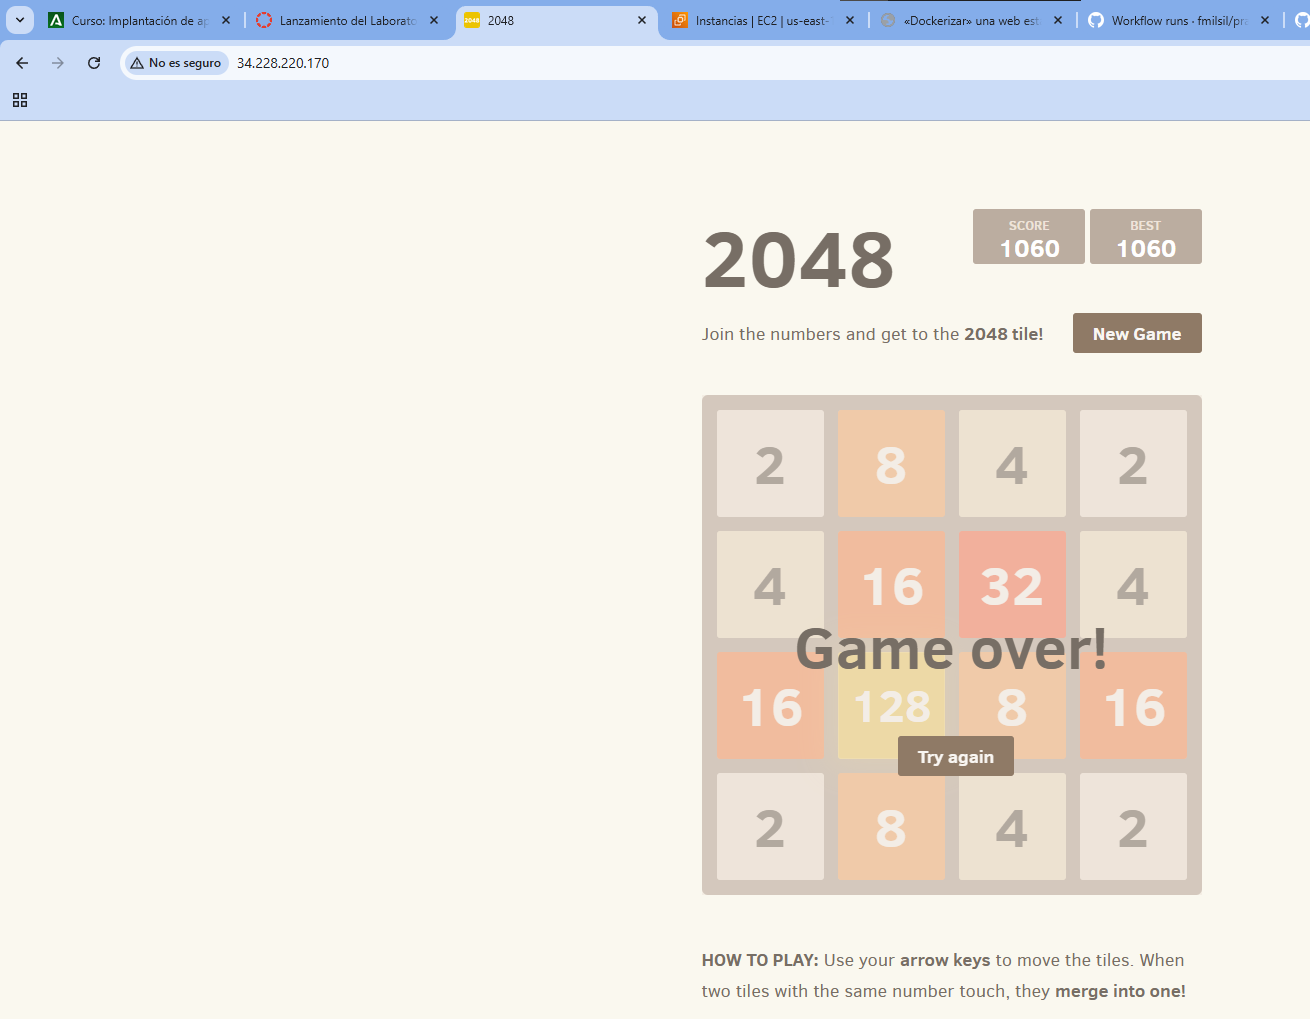 Curso: Implantación de ap
Lanzamiento del Laborato
2048
Instancias | EC2 | us-east-1
«Dockerizar» una web est
Workflow runs · fmilsil/pra
No es seguro
34.228.220.170
2048
SCORE
1060
BEST
1060
Join the numbers and get to the 2048 tile!
New Game
2 8 4 2
4 16 32 4
Game over!
16 128 8 16
Try again
2 8 4 2
HOW TO PLAY: Use your arrow keys to move the tiles. When
two tiles with the same number touch, they merge into one!